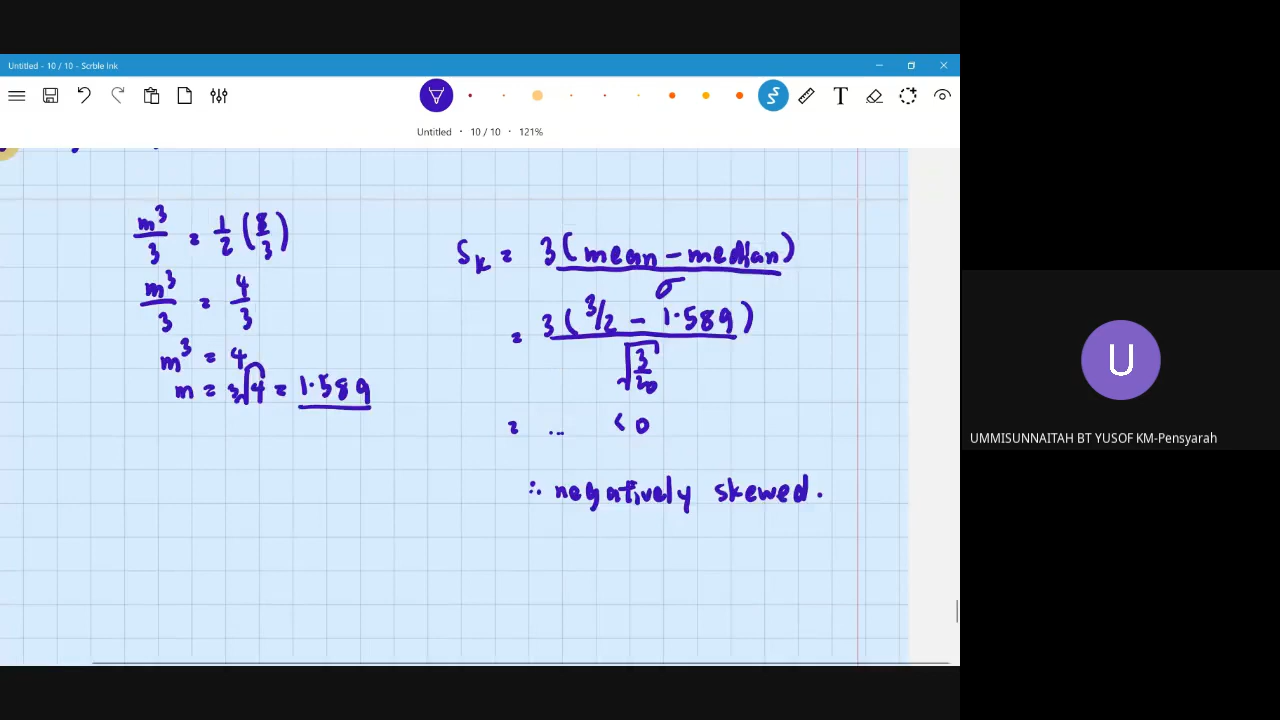 Untitled - 10 / 10 - Scrble Ink
T
Untitled • 10 / 10 • 121%
m³/3 = 1/2 (8/3)
m³/3 = 4/3
m³ = 4
m = ³√4 = 1.589
Sk = 3(mean - median)/σ
= 3(3/2 - 1.589)/√(3/20)
= ... < 0
∴ negatively skewed.
U
UMMISUNNAITAH BT YUSOF KM-Pensyarah